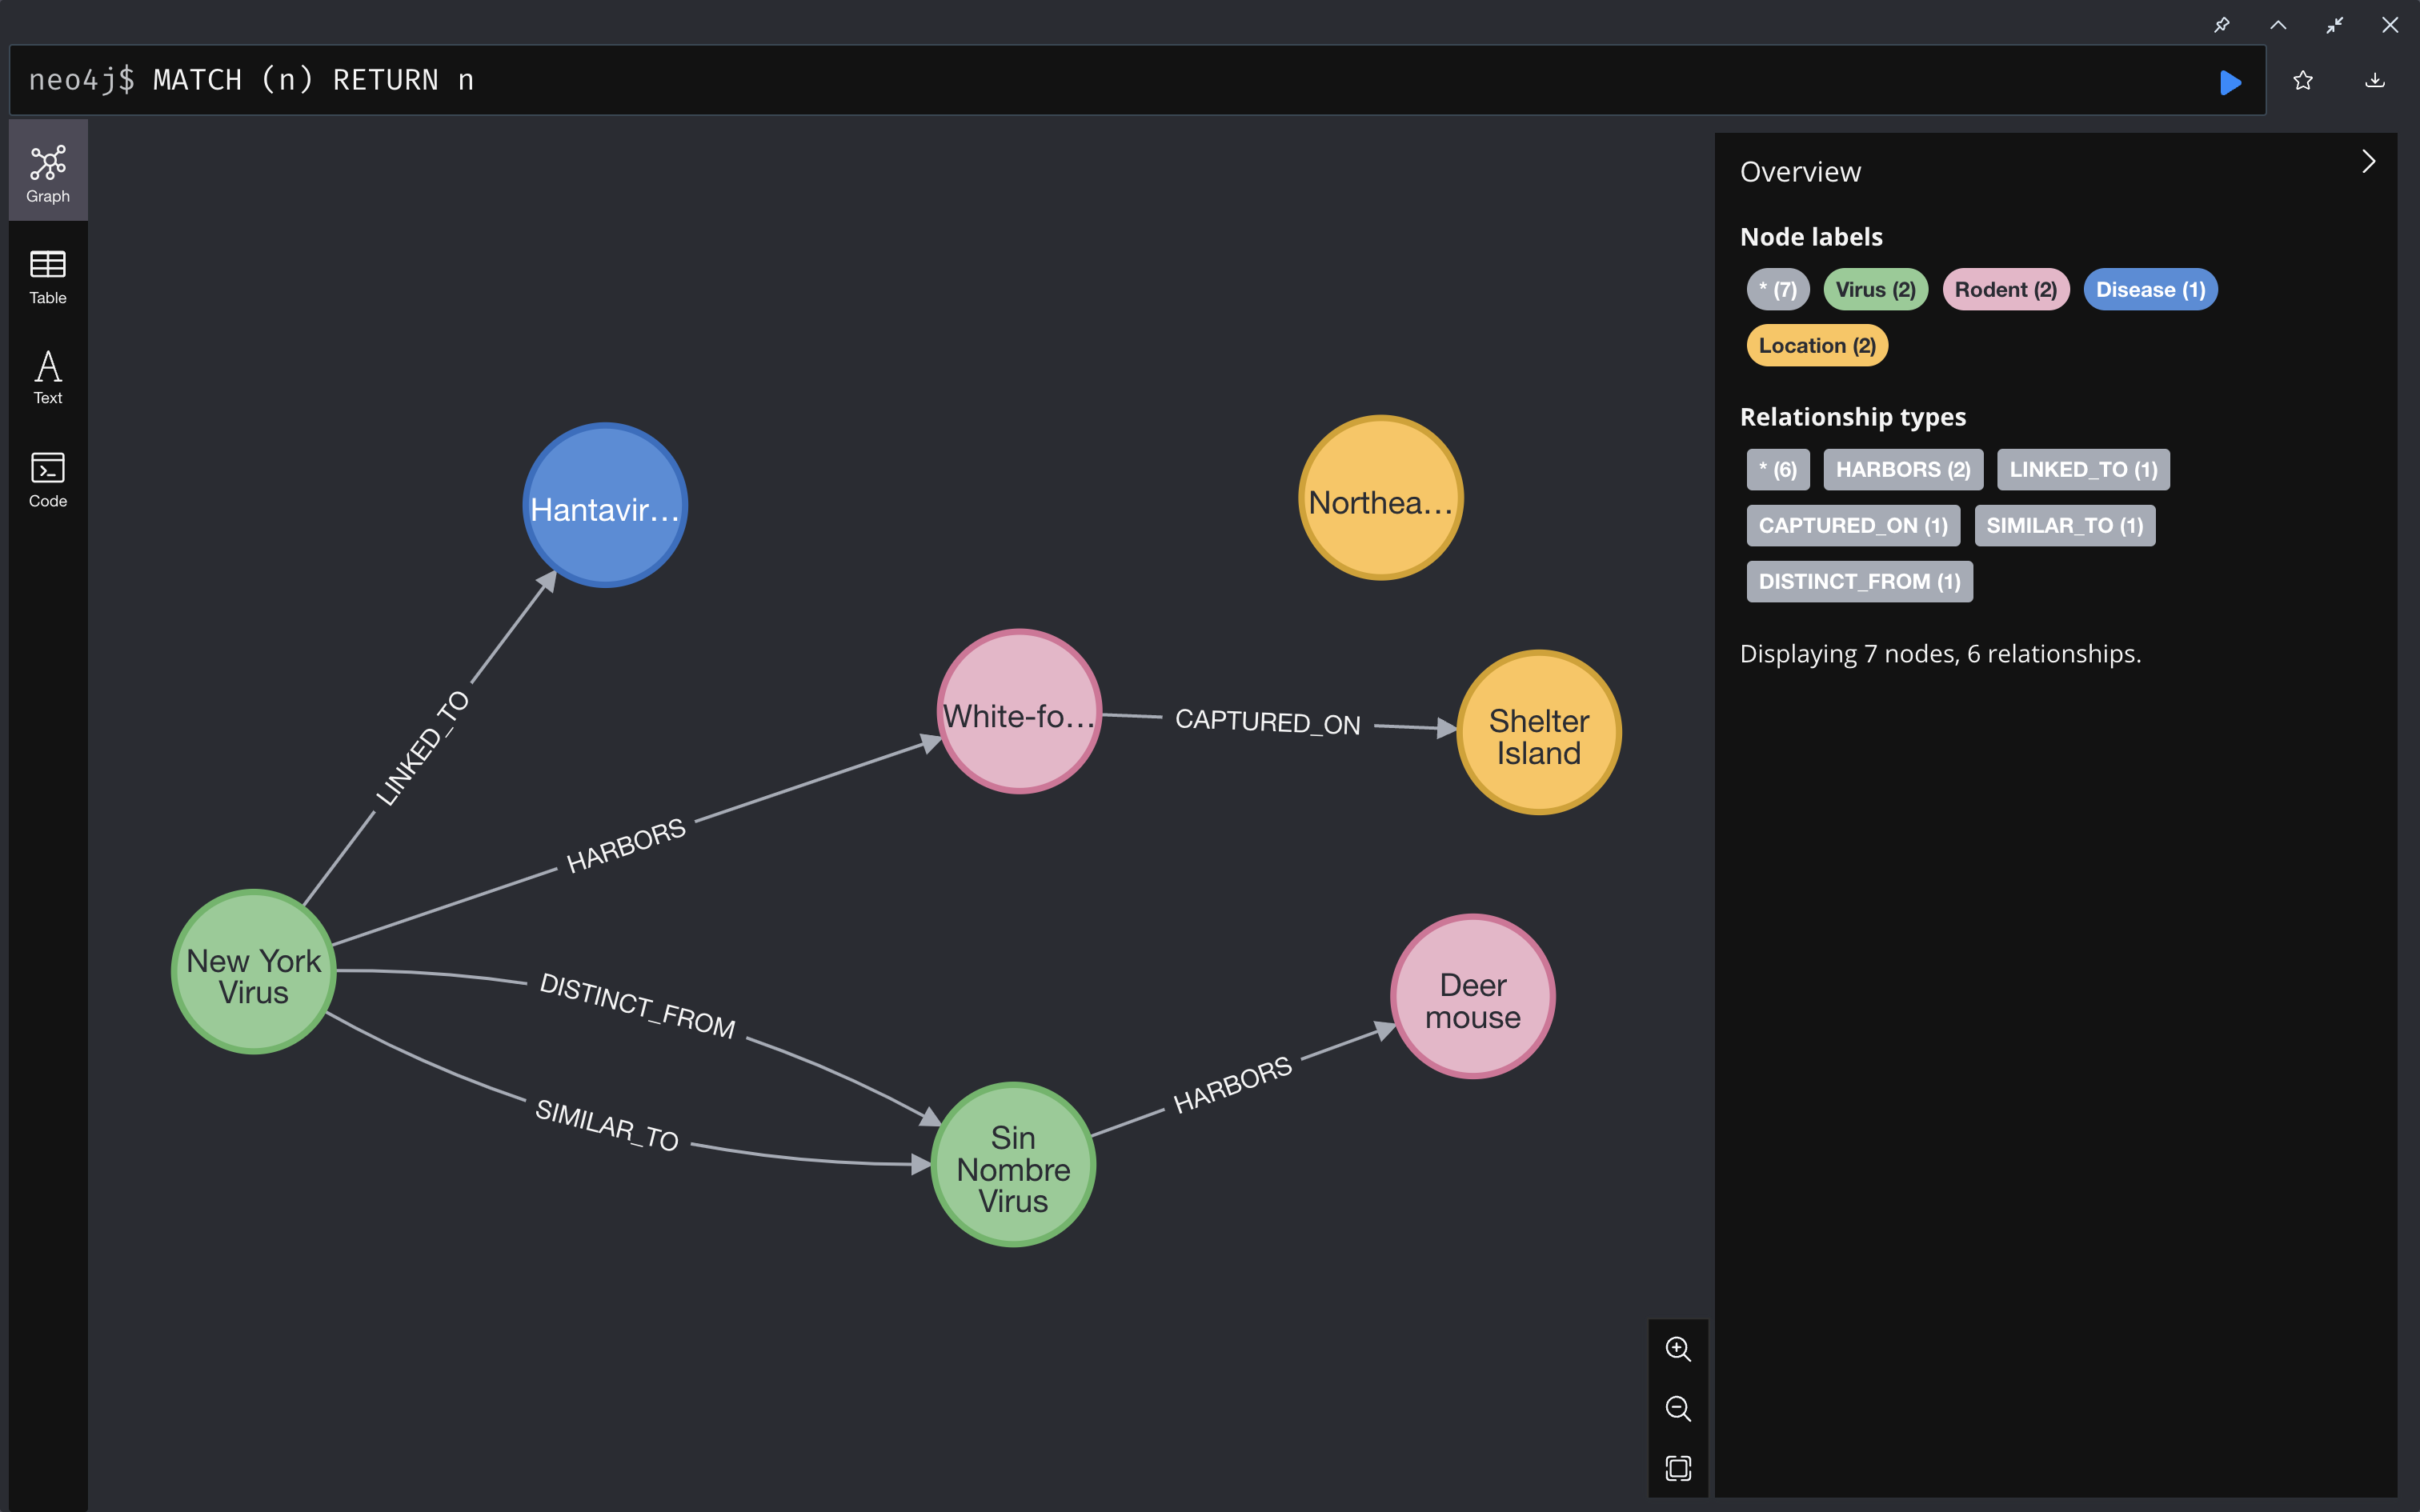 neo4j$ MATCH (n) RETURN n
Graph
Table
Text
Code
Hantavir...
Northea...
White-fo...
CAPTURED_ON
Shelter
Island
LINKED_TO
HARBORS
New York
Virus
DISTINCT_FROM
SIMILAR_TO
Sin
Nombre
Virus
HARBORS
Deer
mouse
Overview
Node labels
* (7) Virus (2) Rodent (2) Disease (1)
Location (2)
Relationship types
* (6) HARBORS (2) LINKED_TO (1)
CAPTURED_ON (1) SIMILAR_TO (1)
DISTINCT_FROM (1)
Displaying 7 nodes, 6 relationships.